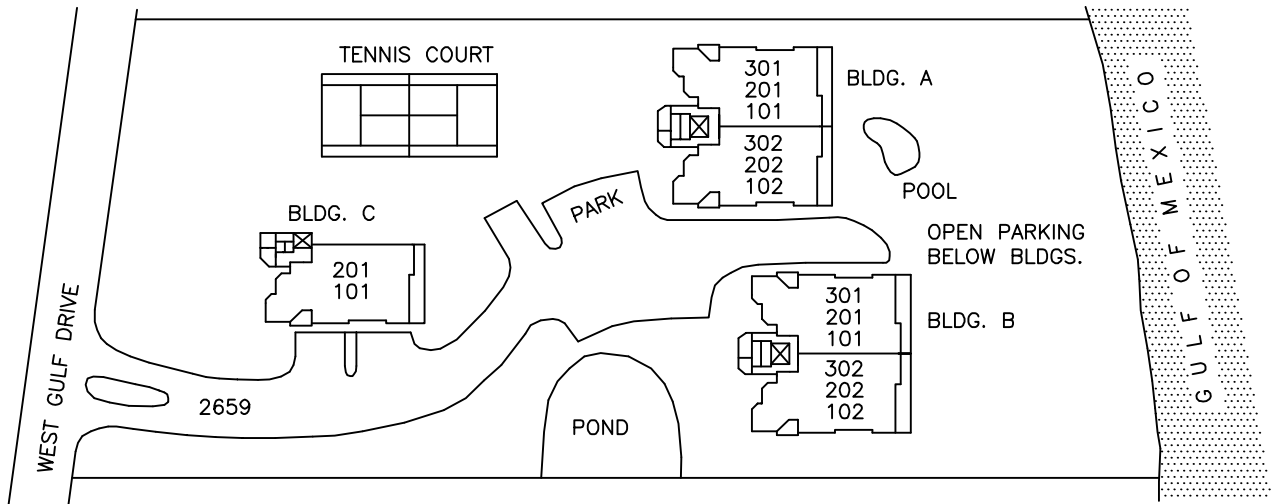 TENNIS COURT
301
201
101
BLDG. A
302
202
102
POOL
PARK
BLDG. C
201
101
OPEN PARKING
BELOW BLDGS.
301
201
101
BLDG. B
302
202
102
2659
POND
WEST GULF DRIVE
GULF OF MEXICO